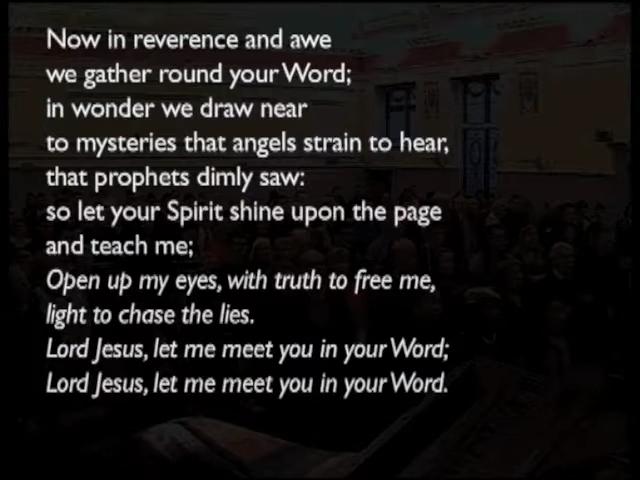 Now in reverence and awe
we gather round your Word;
in wonder we draw near
to mysteries that angels strain to hear,
that prophets dimly saw:
so let your Spirit shine upon the page
and teach me;
Open up my eyes, with truth to free me,
light to chase the lies.
Lord Jesus, let me meet you in your Word;
Lord Jesus, let me meet you in your Word.